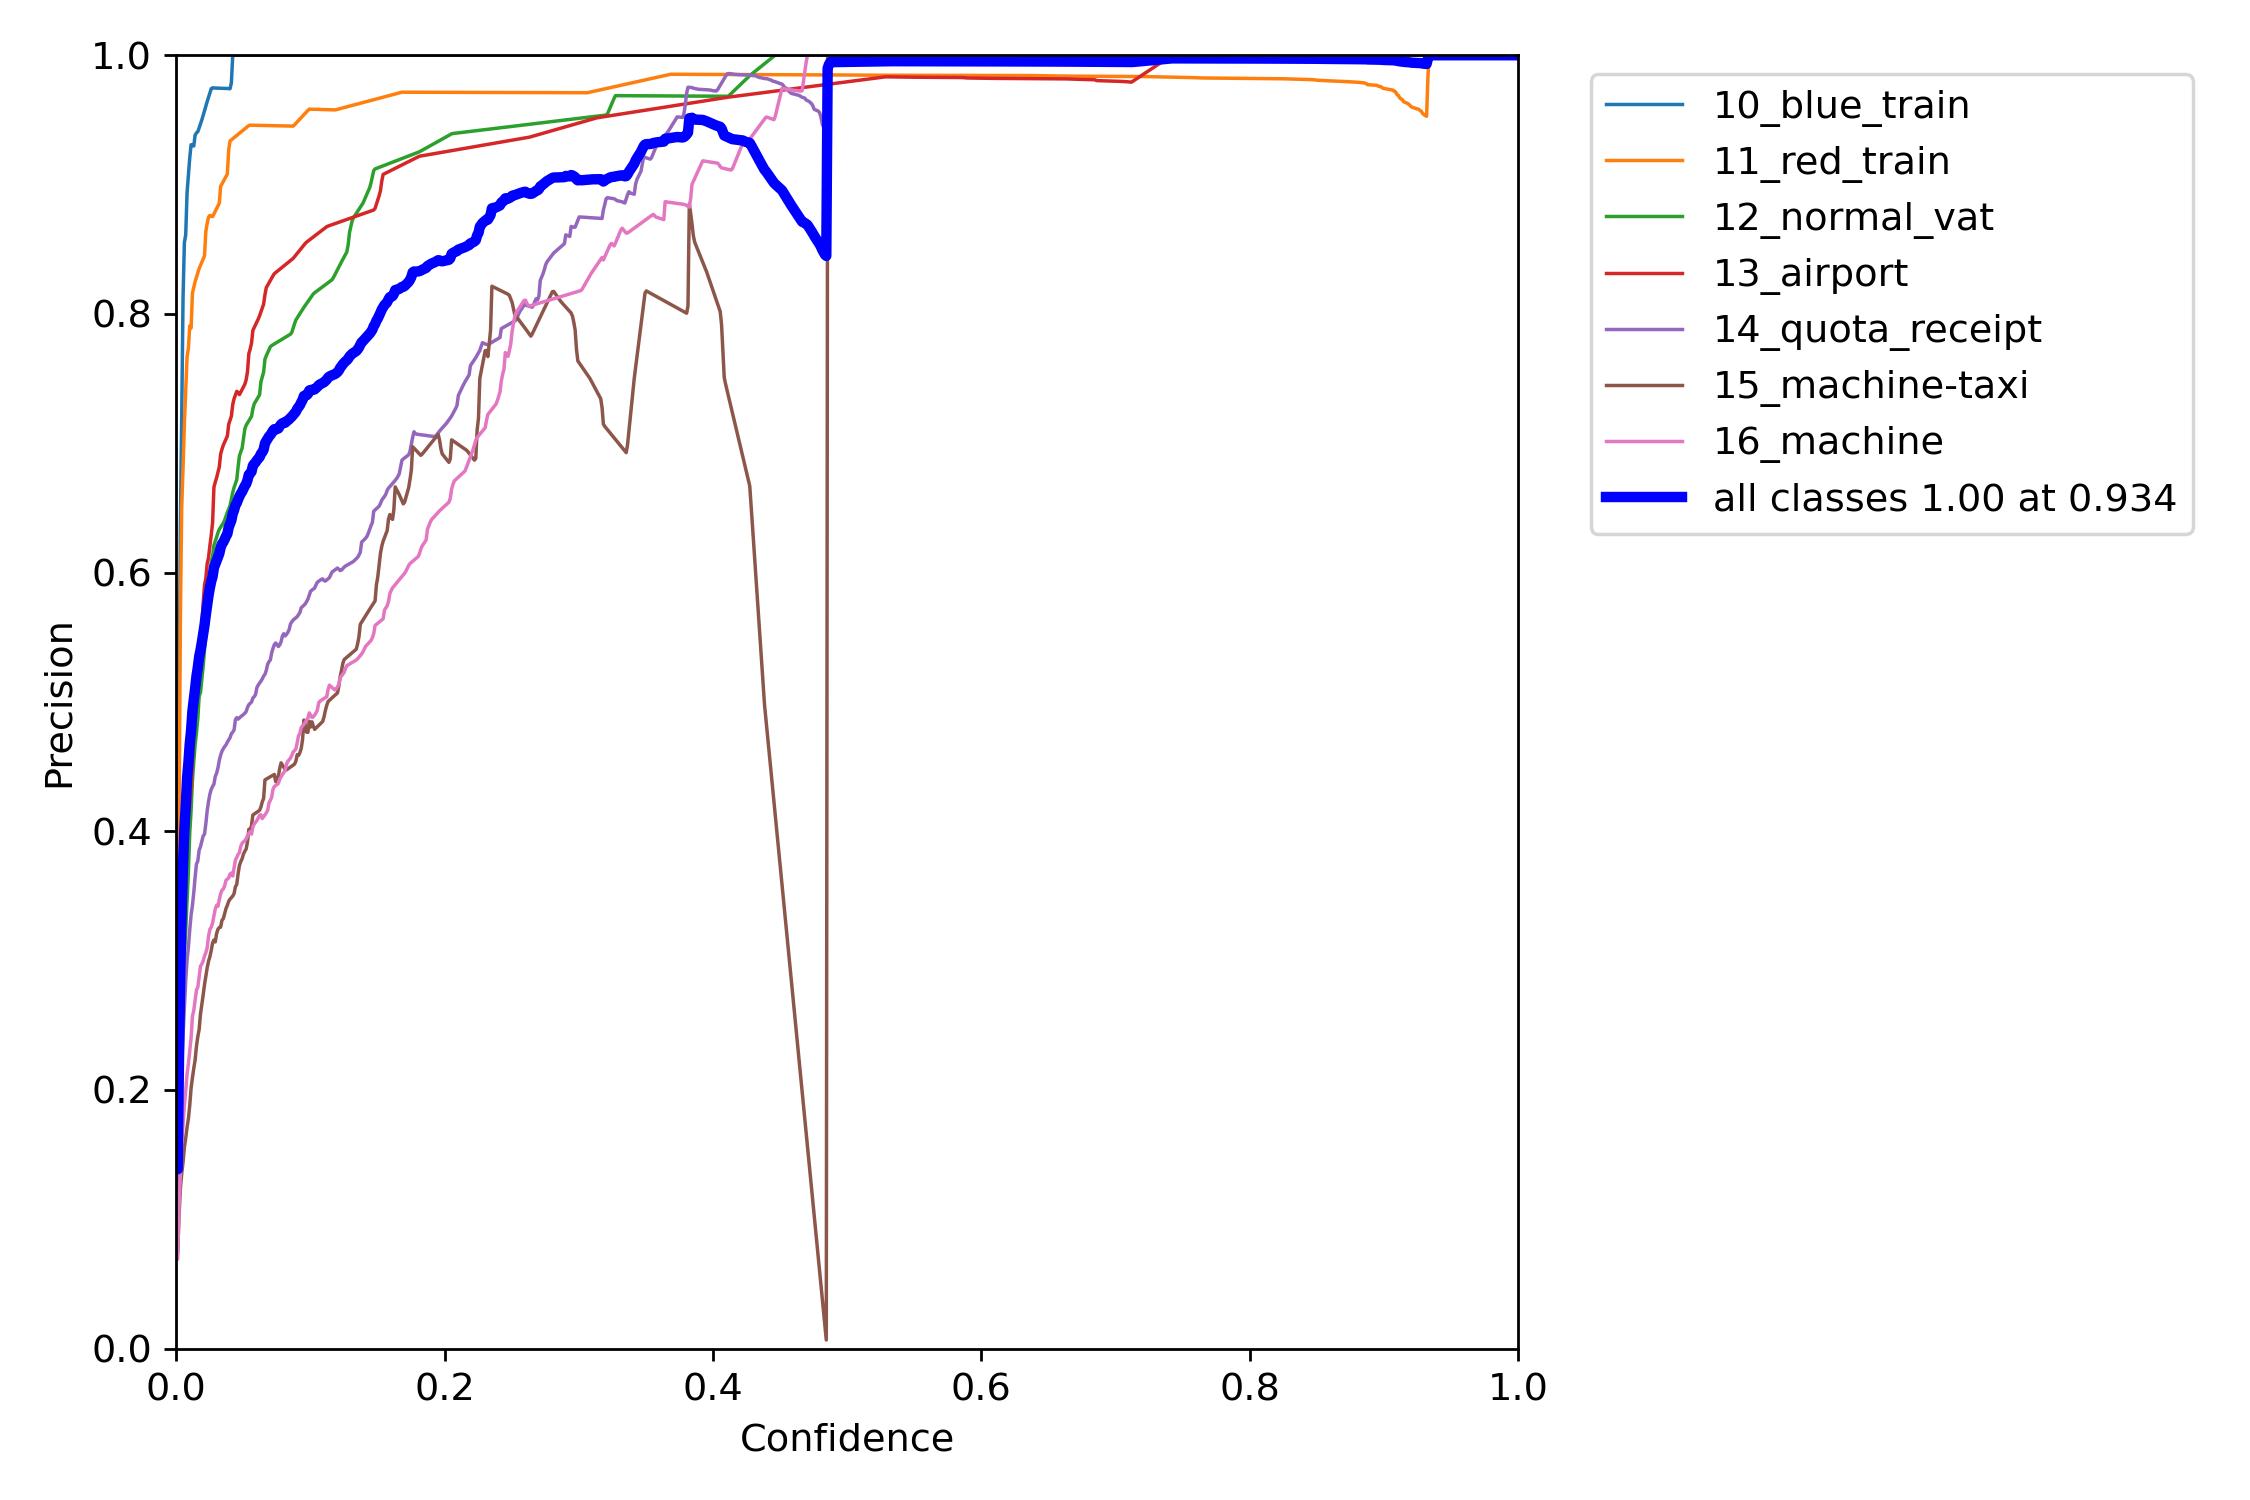 1.0
0.8
0.6
0.4
0.2
0.0
Precision
0.0 0.2 0.4 0.6 0.8 1.0
Confidence
10_blue_train
11_red_train
12_normal_vat
13_airport
14_quota_receipt
15_machine-taxi
16_machine
all classes 1.00 at 0.934